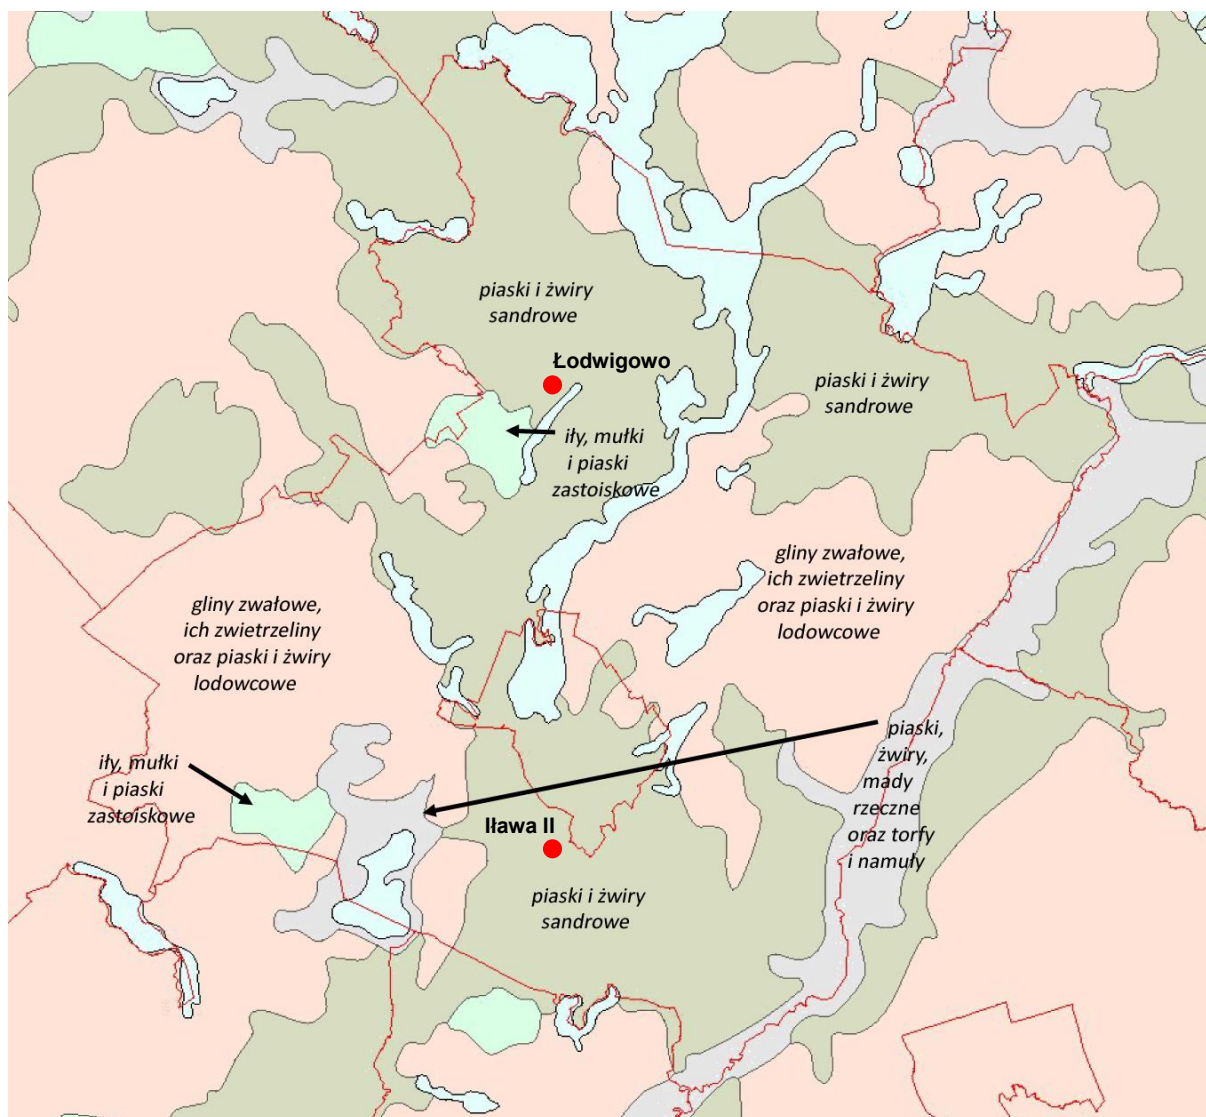 piaski i żwiry
sandrowe
Łodwigowo
piaski i żwiry
sandrowe
iły, mułki
i piaski
zastoiskowe
gliny zwałowe,
ich zwietrzeliny
oraz piaski i żwiry
lodowcowe
gliny zwałowe,
ich zwietrzeliny
oraz piaski i żwiry
lodowcowe
iły, mułki
i piaski
zastoiskowe
piaski,
żwiry,
mady
rzeczne
oraz torfy
i namuły
Iława II
piaski i żwiry
sandrowe